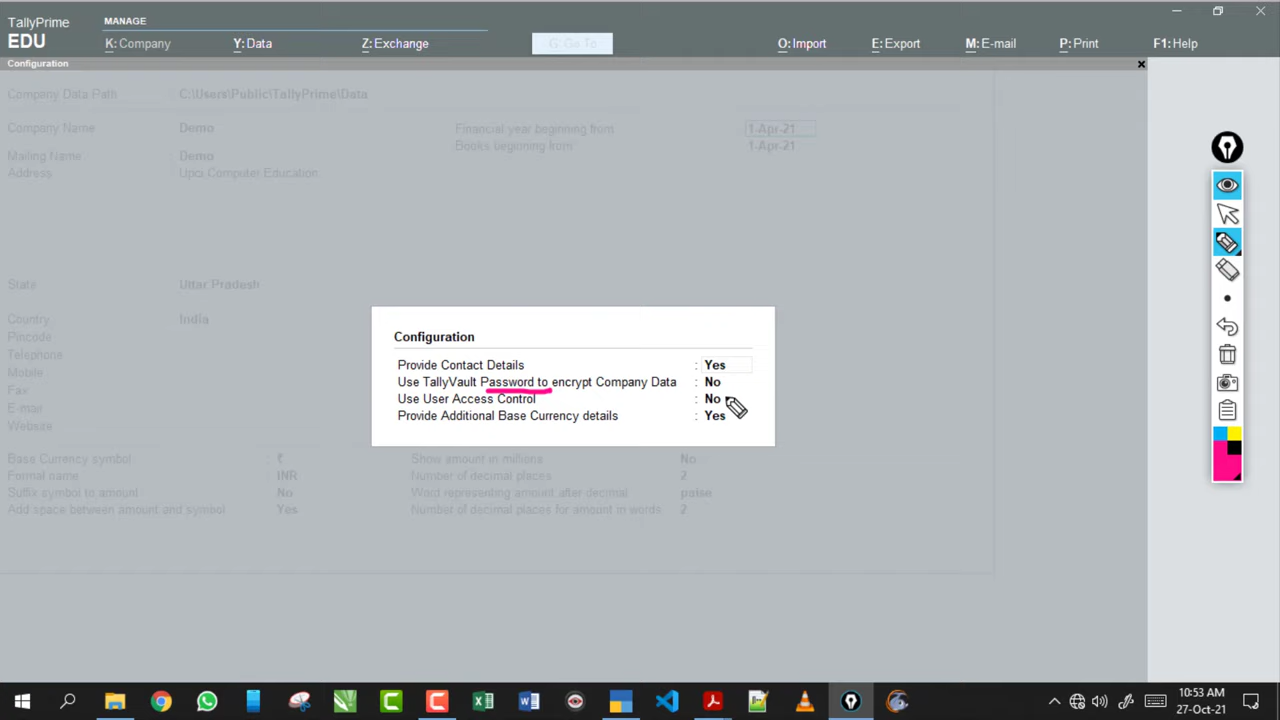 TallyPrime
EDU
MANAGE
K: Company
Y: Data
Z: Exchange
G: Go To
O: Import
E: Export
M: E-mail
P: Print
F1: Help
Configuration
Company Data Path : C:\Users\Public\TallyPrime\Data
Company Name : Demo
Financial year beginning from : 1-Apr-21
Mailing Name : Demo
Books beginning from : 1-Apr-21
Address : Upci Computer Education
State : Uttar Pradesh
Country : India
Pincode
Telephone
Mobile
Fax
E-mail
Website
Configuration
Provide Contact Details : Yes
Use TallyVault Password to encrypt Company Data : No
Use User Access Control : No
Provide Additional Base Currency details : Yes
Base Currency symbol : ₹
Show amount in millions : No
Formal name : INR
Number of decimal places : 2
Suffix symbol to amount : No
Word representing amount after decimal : paise
Add space between amount and symbol : Yes
Number of decimal places for amount in words : 2
10:53 AM
27-Oct-21